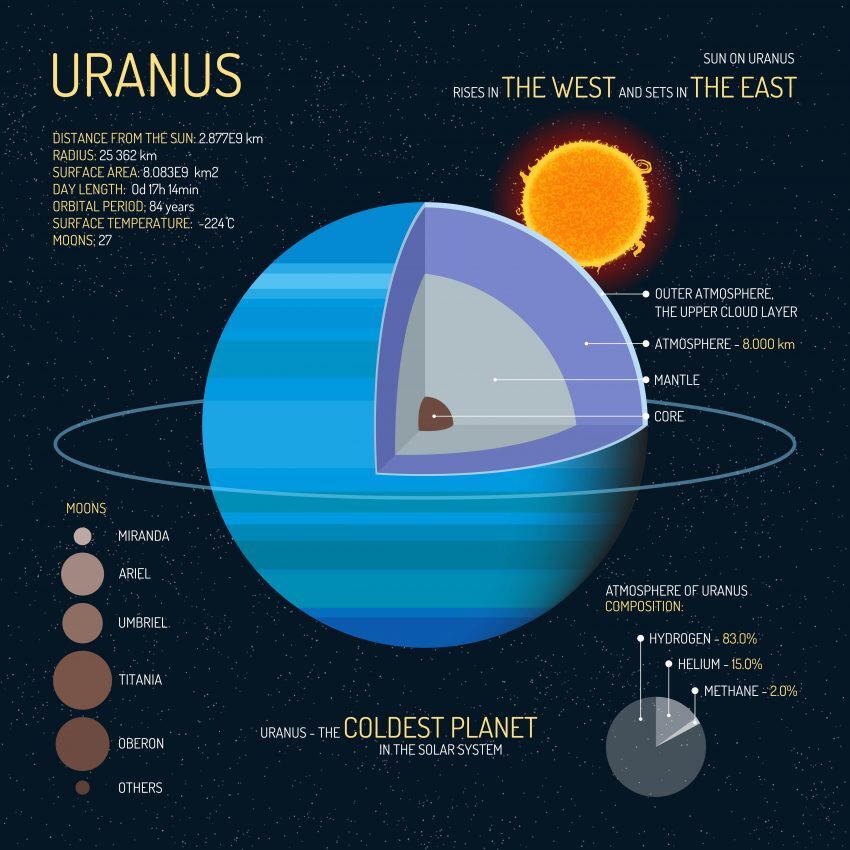 URANUS
SUN ON URANUS
RISES IN THE WEST AND SETS IN THE EAST
DISTANCE FROM THE SUN: 2.877E9 km
RADIUS: 25 362 km
SURFACE AREA: 8.083E9 km2
DAY LENGTH: 0d 17h 14min
ORBITAL PERIOD: 84 years
SURFACE TEMPERATURE: -224°C
MOONS: 27
OUTER ATMOSPHERE,
THE UPPER CLOUD LAYER
ATMOSPHERE - 8.000 km
MANTLE
CORE
MOONS
MIRANDA
ARIEL
UMBRIEL
TITANIA
OBERON
OTHERS
ATMOSPHERE OF URANUS
COMPOSITION:
HYDROGEN - 83.0%
HELIUM - 15.0%
METHANE - 2.0%
URANUS - THE COLDEST PLANET
IN THE SOLAR SYSTEM